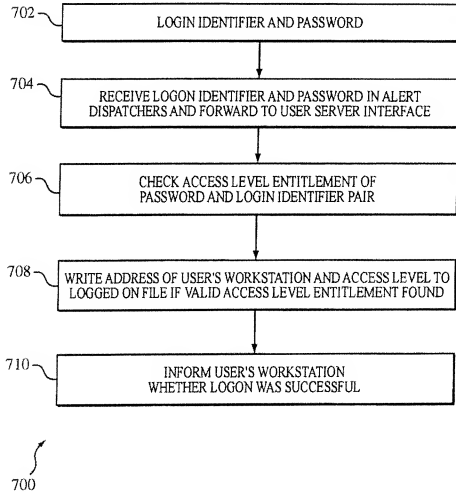 702
LOGIN IDENTIFIER AND PASSWORD
704
RECEIVE LOGON IDENTIFIER AND PASSWORD IN ALERT
DISPATCHERS AND FORWARD TO USER SERVER INTERFACE
706
CHECK ACCESS LEVEL ENTITLEMENT OF
PASSWORD AND LOGIN IDENTIFIER PAIR
708
WRITE ADDRESS OF USER'S WORKSTATION AND ACCESS LEVEL TO
LOGGED ON FILE IF VALID ACCESS LEVEL ENTITLEMENT FOUND
710
INFORM USER'S WORKSTATION
WHETHER LOGON WAS SUCCESSFUL
700